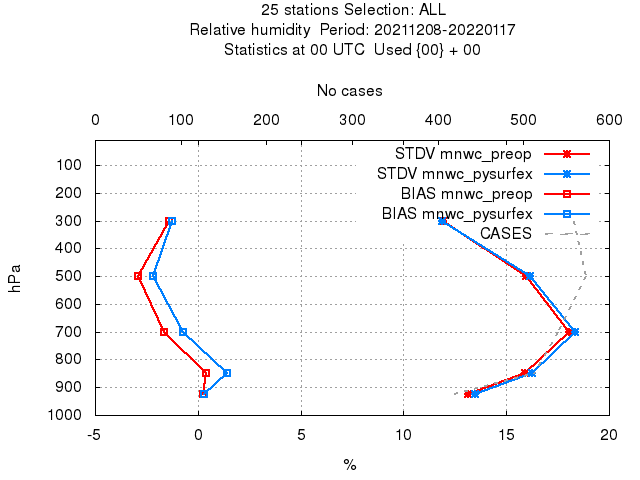 25 stations Selection: ALL
Relative humidity  Period: 20211208-20220117
Statistics at 00 UTC  Used {00} + 00
No cases
0 100 200 300 400 500 600
STDV mnwc_preop
STDV mnwc_pysurfex
BIAS mnwc_preop
BIAS mnwc_pysurfex
CASES
100
200
300
400
500
600
700
800
900
1000
hPa
-5 0 5 10 15 20
%